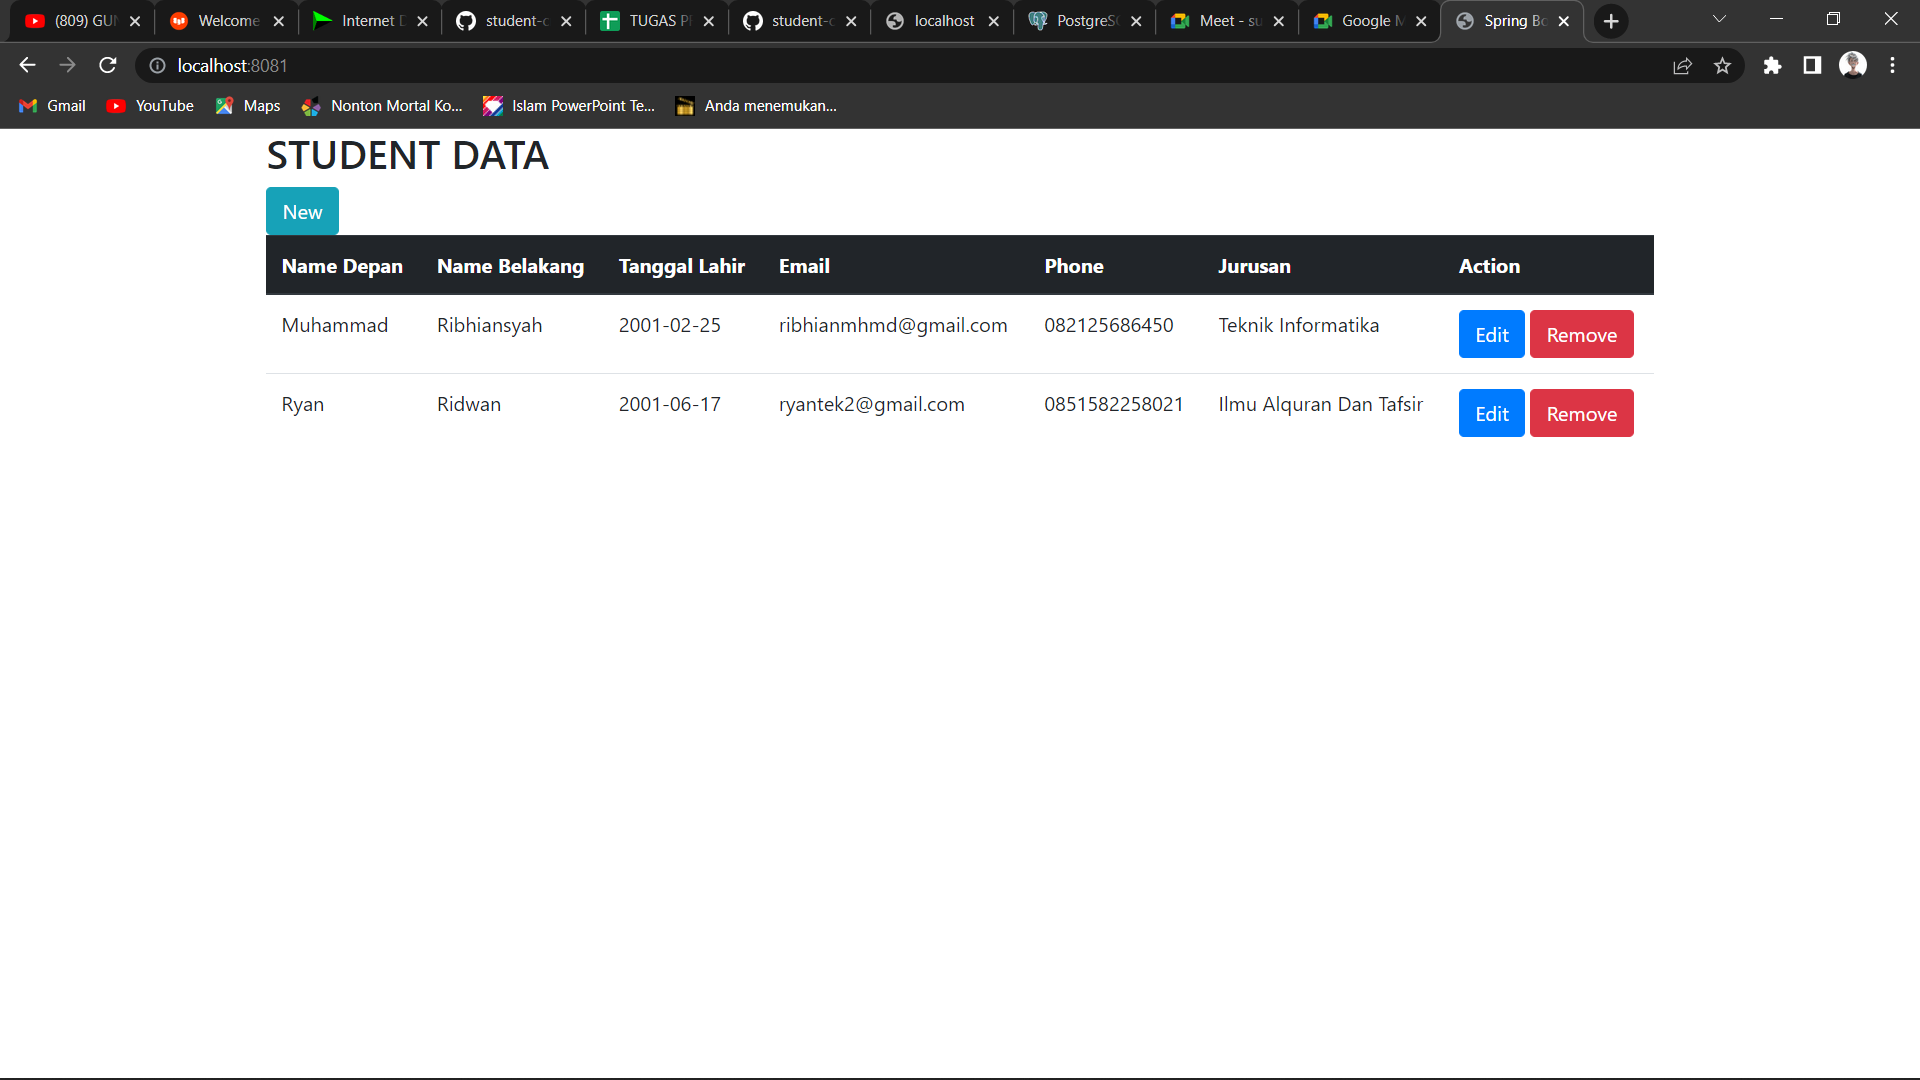 (809) GUN
Welcome
Internet D
student-c
TUGAS P
student-c
localhost
PostgreS
Meet - su
Google M
Spring Bo
localhost:8081
Gmail
YouTube
Maps
Nonton Mortal Ko...
Islam PowerPoint Te...
Anda menemukan...
STUDENT DATA
New
Name Depan Name Belakang Tanggal Lahir Email Phone Jurusan Action
Muhammad Ribhiansyah 2001-02-25 ribhianmhmd@gmail.com 082125686450 Teknik Informatika Edit Remove
Ryan Ridwan 2001-06-17 ryantek2@gmail.com 0851582258021 Ilmu Alquran Dan Tafsir Edit Remove